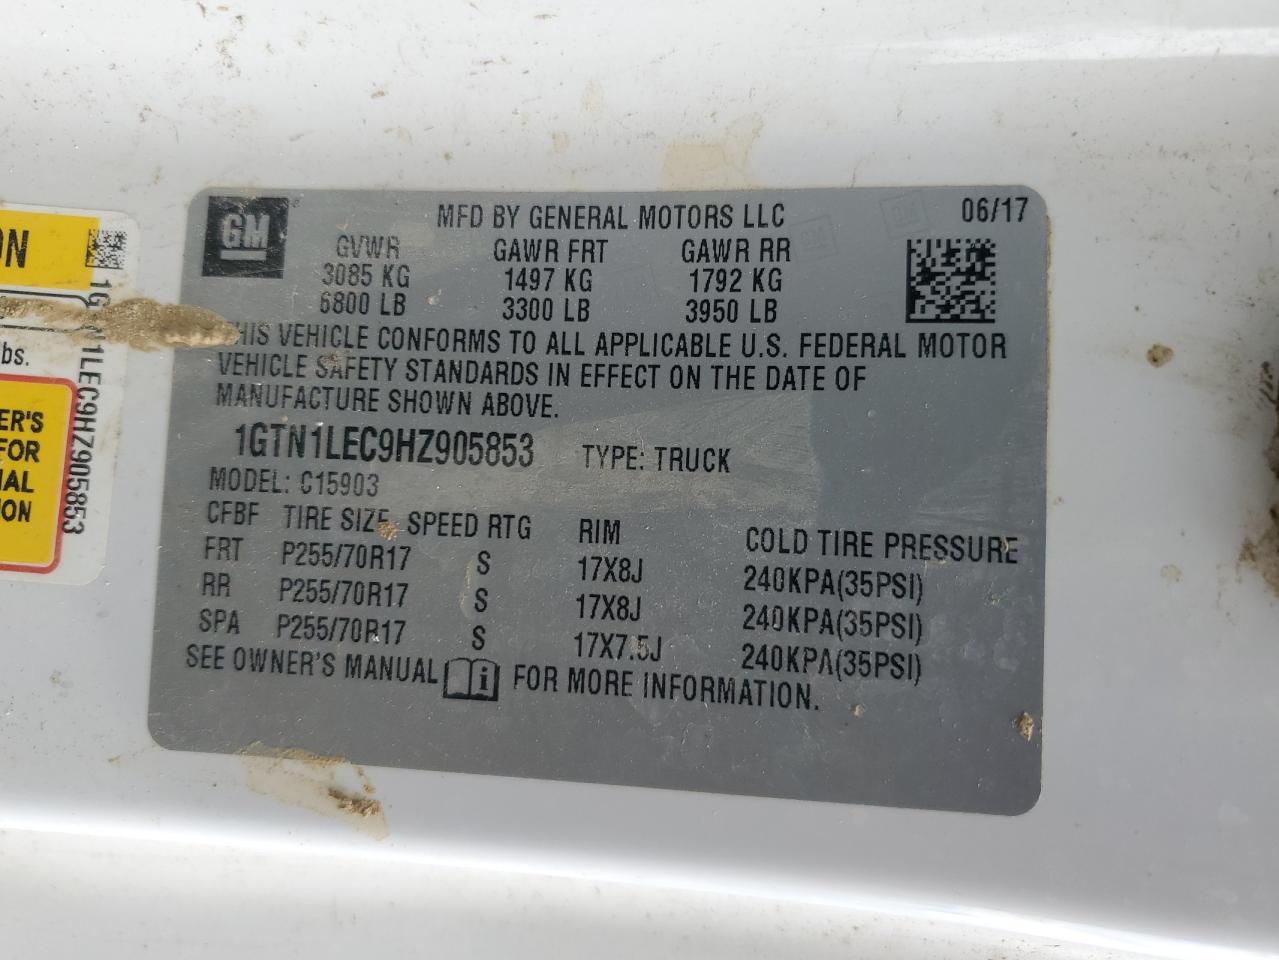 GM
MFD BY GENERAL MOTORS LLC 06/17
GVWR GAWR FRT GAWR RR
3085 KG 1497 KG 1792 KG
6800 LB 3300 LB 3950 LB
THIS VEHICLE CONFORMS TO ALL APPLICABLE U.S. FEDERAL MOTOR
VEHICLE SAFETY STANDARDS IN EFFECT ON THE DATE OF
MANUFACTURE SHOWN ABOVE.
1GTN1LEC9HZ905853 TYPE: TRUCK
MODEL: C15903
CFBF TIRE SIZE SPEED RTG RIM COLD TIRE PRESSURE
FRT P255/70R17 S 17X8J 240KPA(35PSI)
RR P255/70R17 S 17X8J 240KPA(35PSI)
SPA P255/70R17 S 17X7.5J 240KPA(35PSI)
SEE OWNER'S MANUAL i FOR MORE INFORMATION.
ON
bs.
ER'S
FOR
IAL
ION